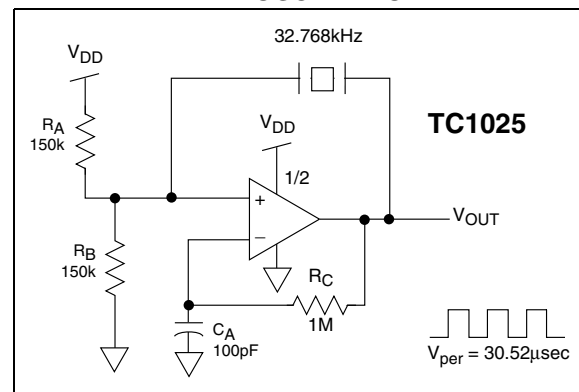 32.768kHz
VDD
TC1025
RA
150k
VDD
1/2
+
−
VOUT
RB
150k
RC
1M
CA
100pF
Vper = 30.52µsec